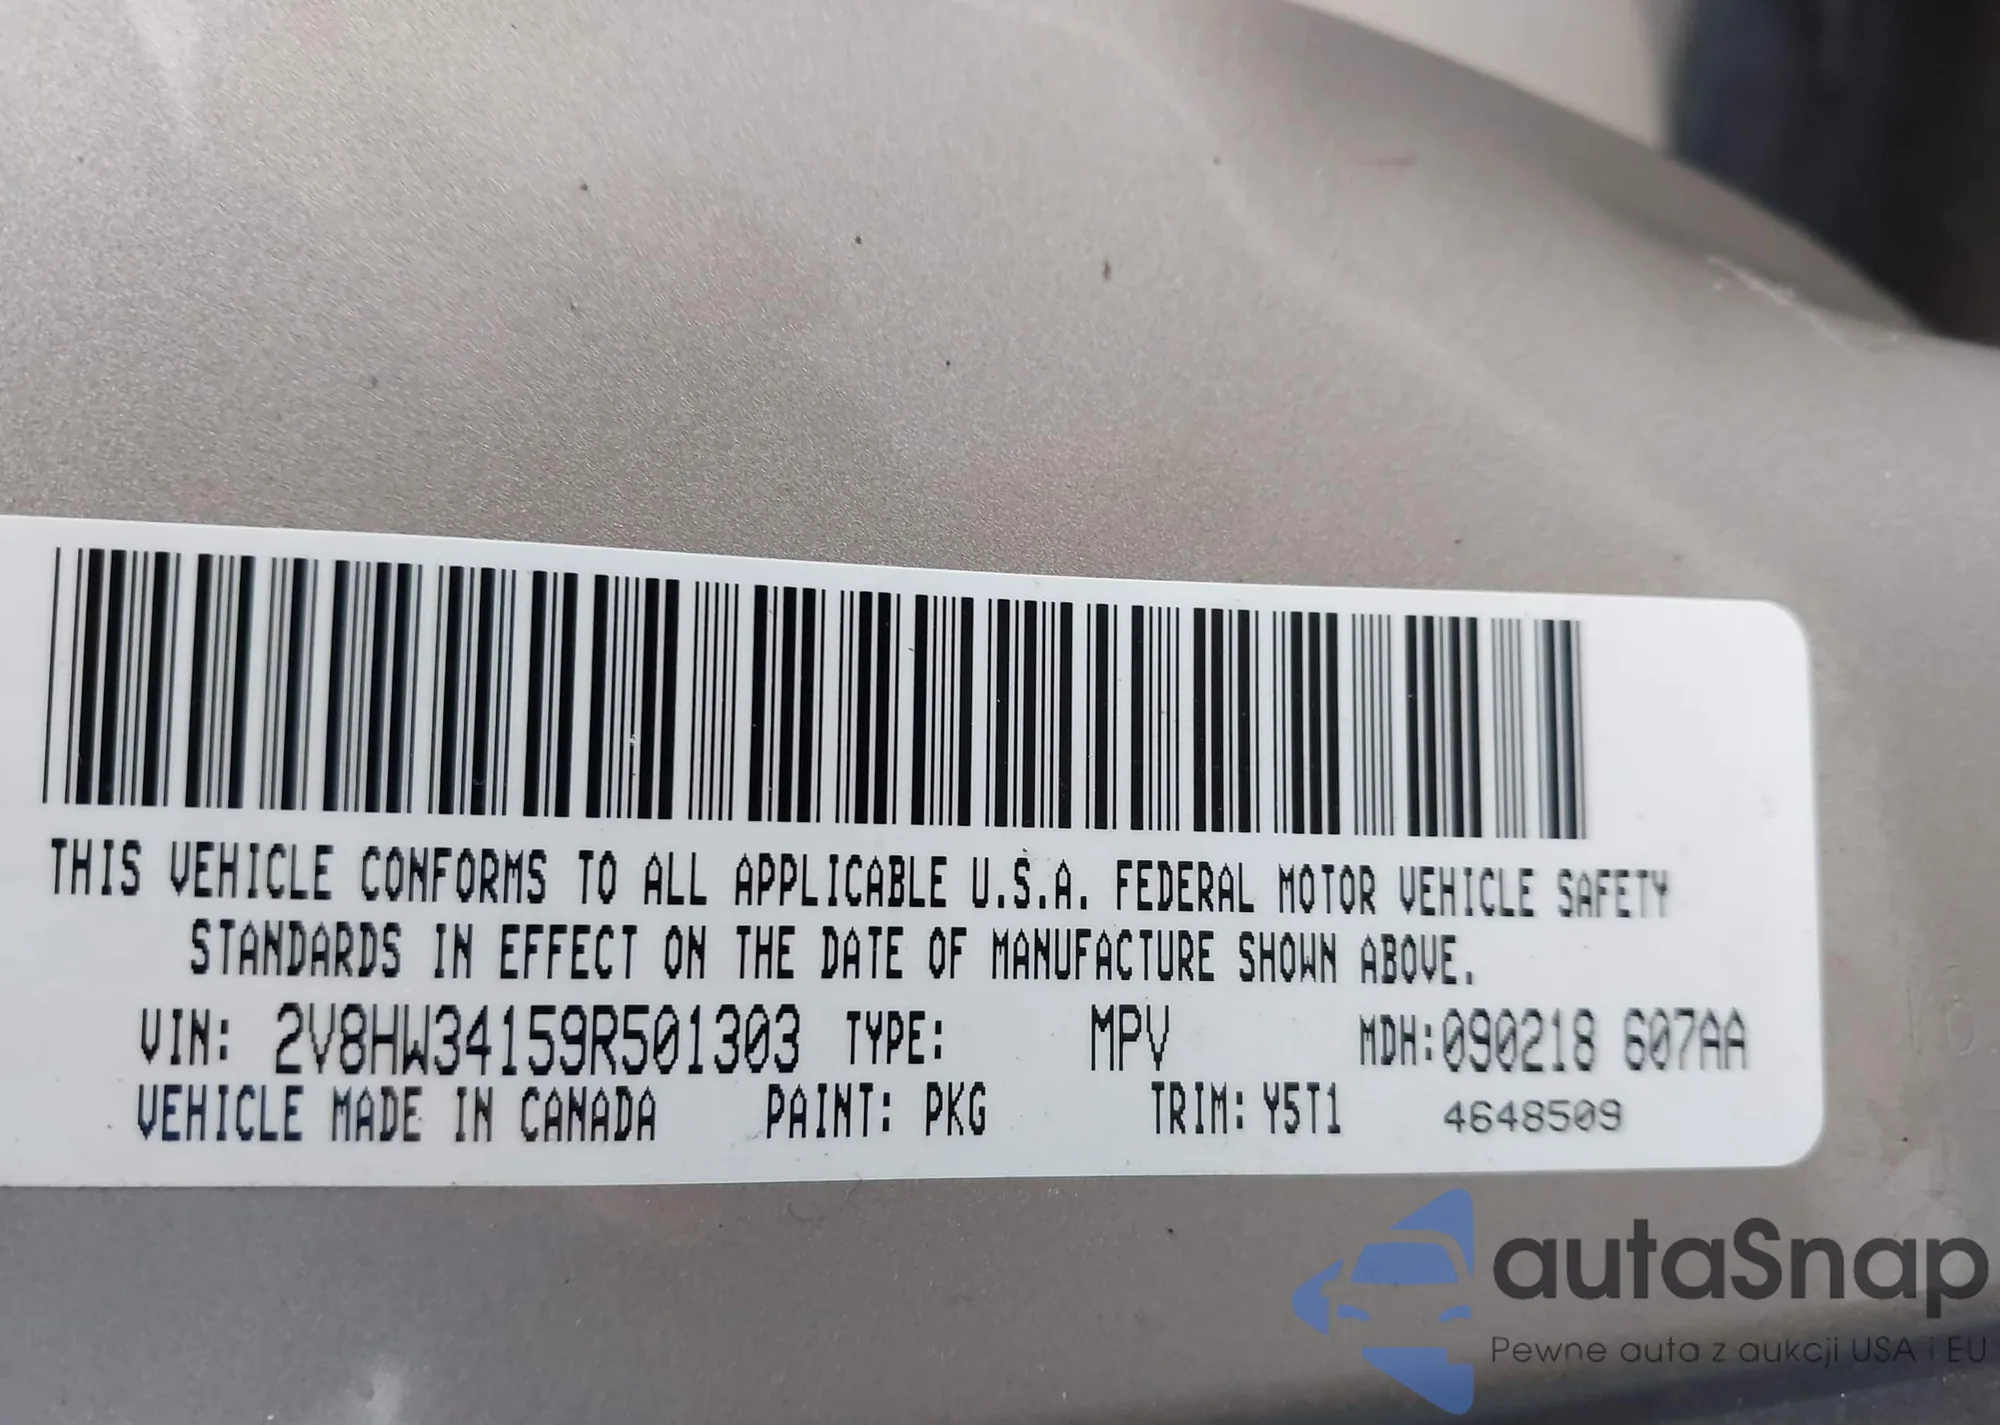 THIS VEHICLE CONFORMS TO ALL APPLICABLE U.S.A. FEDERAL MOTOR VEHICLE SAFETY
STANDARDS IN EFFECT ON THE DATE OF MANUFACTURE SHOWN ABOVE.
VIN: 2V8HW34159R501303 TYPE: MPV MDH:090218 607AA
VEHICLE MADE IN CANADA PAINT: PKG TRIM: Y5T1 4648509
autaSnap
Pewne auta z aukcji USA i EU